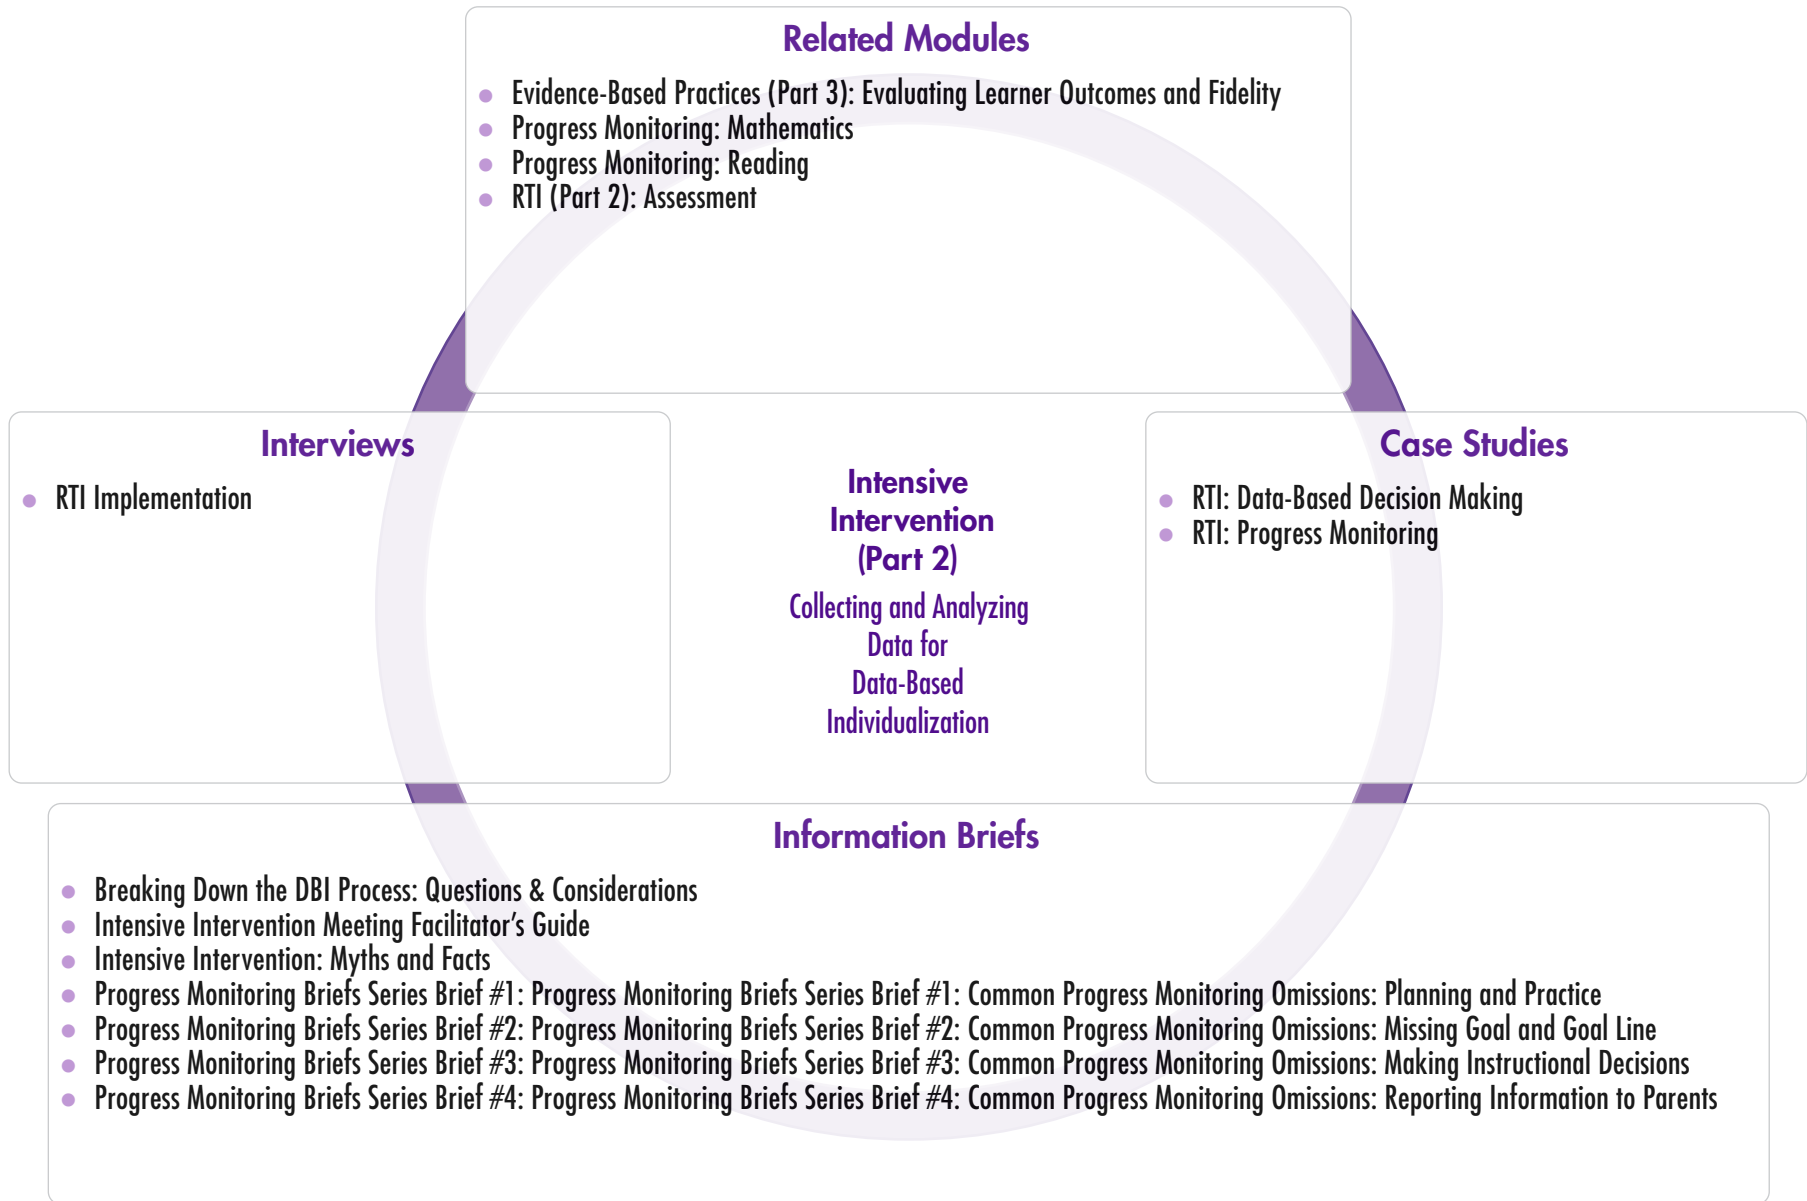 Related Modules
Evidence-Based Practices (Part 3): Evaluating Learner Outcomes and Fidelity
Progress Monitoring: Mathematics
Progress Monitoring: Reading
RTI (Part 2): Assessment
Interviews
RTI Implementation
Intensive
Intervention
(Part 2)
Collecting and Analyzing
Data for
Data-Based
Individualization
Case Studies
RTI: Data-Based Decision Making
RTI: Progress Monitoring
Information Briefs
Breaking Down the DBI Process: Questions & Considerations
Intensive Intervention Meeting Facilitator’s Guide
Intensive Intervention: Myths and Facts
Progress Monitoring Briefs Series Brief #1: Progress Monitoring Briefs Series Brief #1: Common Progress Monitoring Omissions: Planning and Practice
Progress Monitoring Briefs Series Brief #2: Progress Monitoring Briefs Series Brief #2: Common Progress Monitoring Omissions: Missing Goal and Goal Line
Progress Monitoring Briefs Series Brief #3: Progress Monitoring Briefs Series Brief #3: Common Progress Monitoring Omissions: Making Instructional Decisions
Progress Monitoring Briefs Series Brief #4: Progress Monitoring Briefs Series Brief #4: Common Progress Monitoring Omissions: Reporting Information to Parents